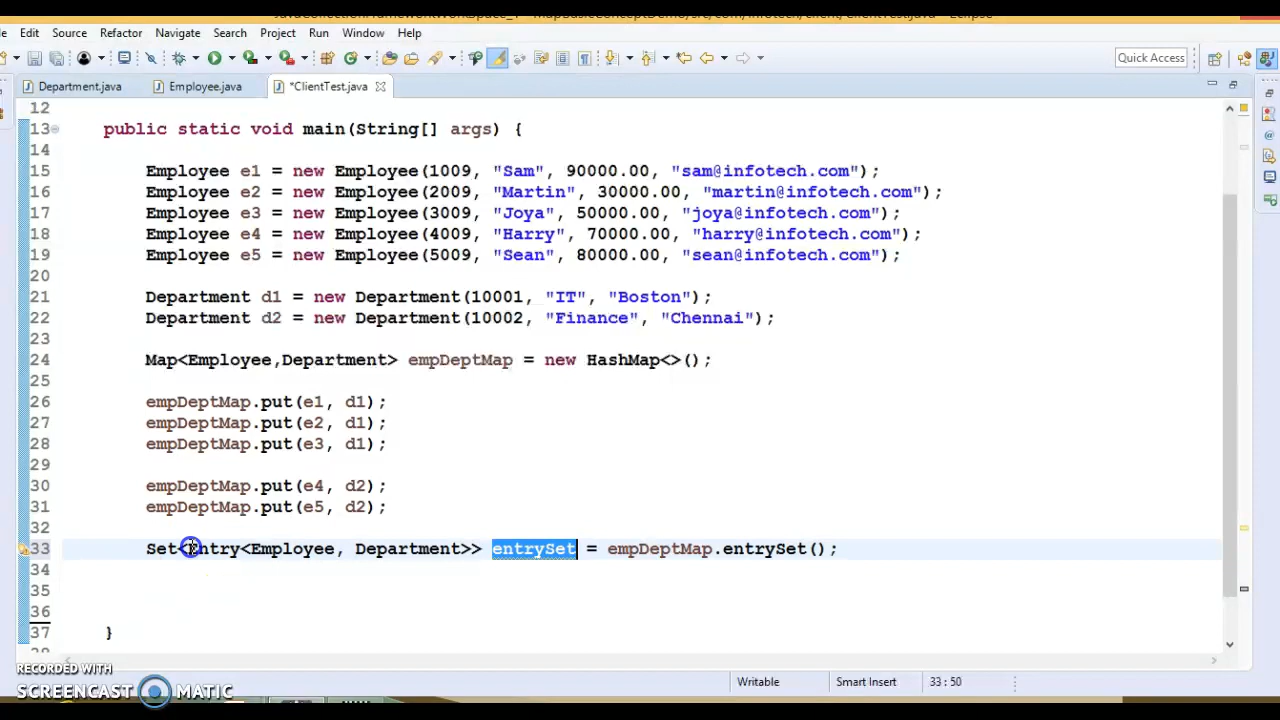 Edit Source Refactor Navigate Search Project Run Window Help
Quick Access
Department.java Employee.java *ClientTest.java
12
13 public static void main(String[] args) {
14
15 Employee e1 = new Employee(1009, "Sam", 90000.00, "sam@infotech.com");
16 Employee e2 = new Employee(2009, "Martin", 30000.00, "martin@infotech.com");
17 Employee e3 = new Employee(3009, "Joya", 50000.00, "joya@infotech.com");
18 Employee e4 = new Employee(4009, "Harry", 70000.00, "harry@infotech.com");
19 Employee e5 = new Employee(5009, "Sean", 80000.00, "sean@infotech.com");
20
21 Department d1 = new Department(10001, "IT", "Boston");
22 Department d2 = new Department(10002, "Finance", "Chennai");
23
24 Map<Employee,Department> empDeptMap = new HashMap<>();
25
26 empDeptMap.put(e1, d1);
27 empDeptMap.put(e2, d1);
28 empDeptMap.put(e3, d1);
29
30 empDeptMap.put(e4, d2);
31 empDeptMap.put(e5, d2);
32
33 Set<Entry<Employee, Department>> entrySet = empDeptMap.entrySet();
34
35
36
37 }
RECORDED WITH
SCREENCAST MATIC
Writable Smart Insert 33 : 50